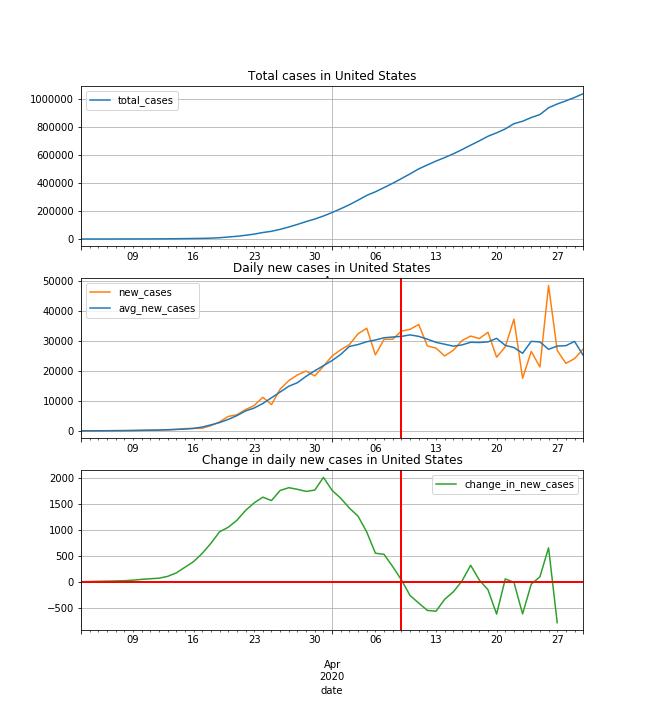 Total cases in United States
1000000
800000
600000
400000
200000
0
total_cases
09 16 23 30 06 13 20 27
Daily new cases in United States
50000
40000
30000
20000
10000
0
new_cases
avg_new_cases
09 16 23 30 06 13 20 27
Change in daily new cases in United States
2000
1500
1000
500
0
−500
change_in_new_cases
09 16 23 30 06 13 20 27
Apr
2020
date